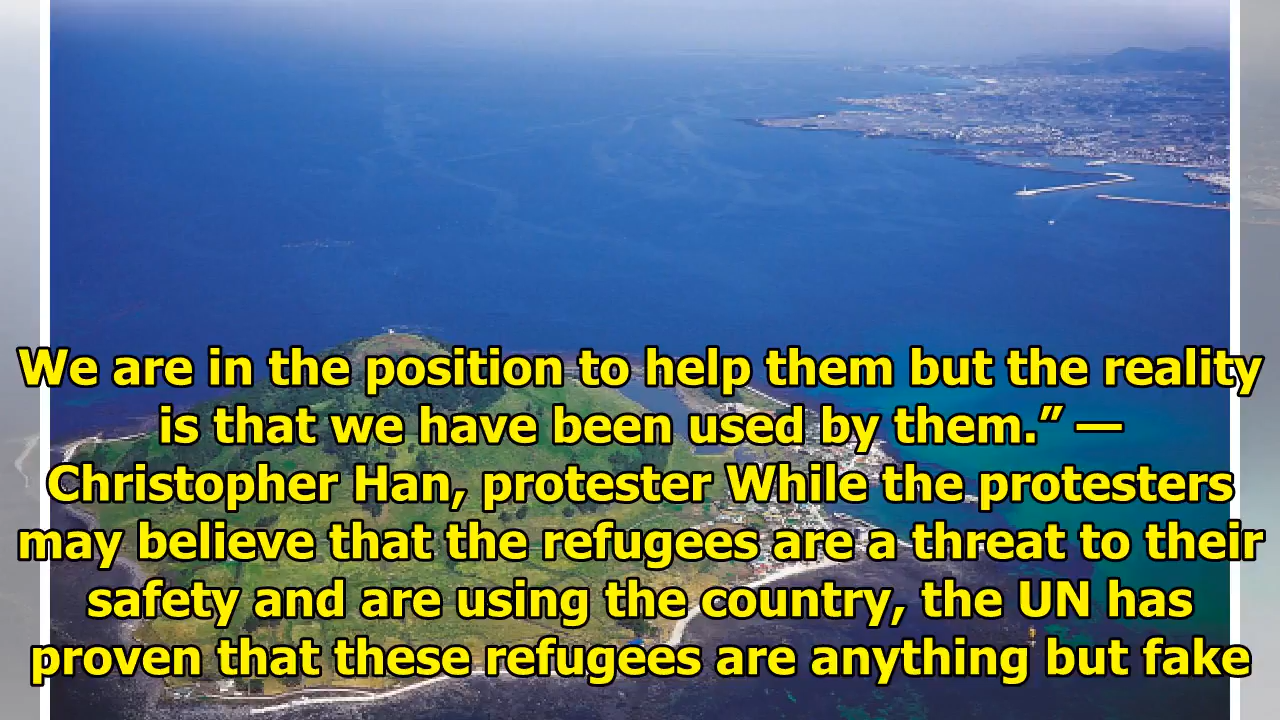 We are in the position to help them but the reality
is that we have been used by them.” —
Christopher Han, protester While the protesters
may believe that the refugees are a threat to their
safety and are using the country, the UN has
proven that these refugees are anything but fake